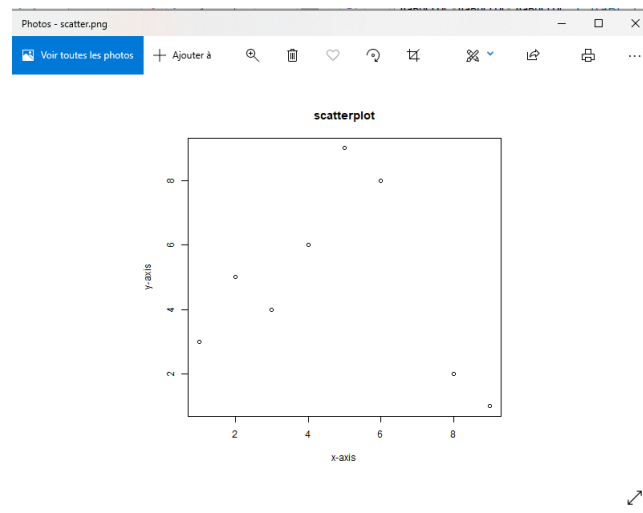 Photos - scatter.png
Voir toutes les photos
Ajouter à
scatterplot
8
6
4
2
y-axis
2 4 6 8
x-axis